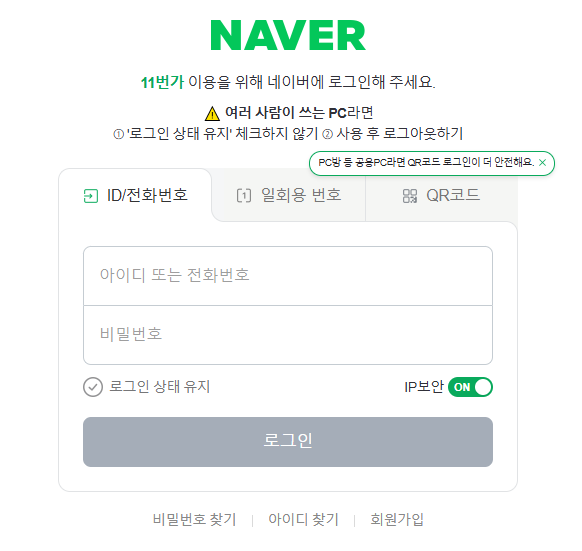 NAVER
11번가 이용을 위해 네이버에 로그인해 주세요.
여러 사람이 쓰는 PC라면
① '로그인 상태 유지' 체크하지 않기 ② 사용 후 로그아웃하기
PC방 등 공용PC라면 QR코드 로그인이 더 안전해요.
ID/전화번호
1 일회용 번호
QR코드
아이디 또는 전화번호
비밀번호
로그인 상태 유지
IP보안 ON
로그인
비밀번호 찾기 | 아이디 찾기 | 회원가입